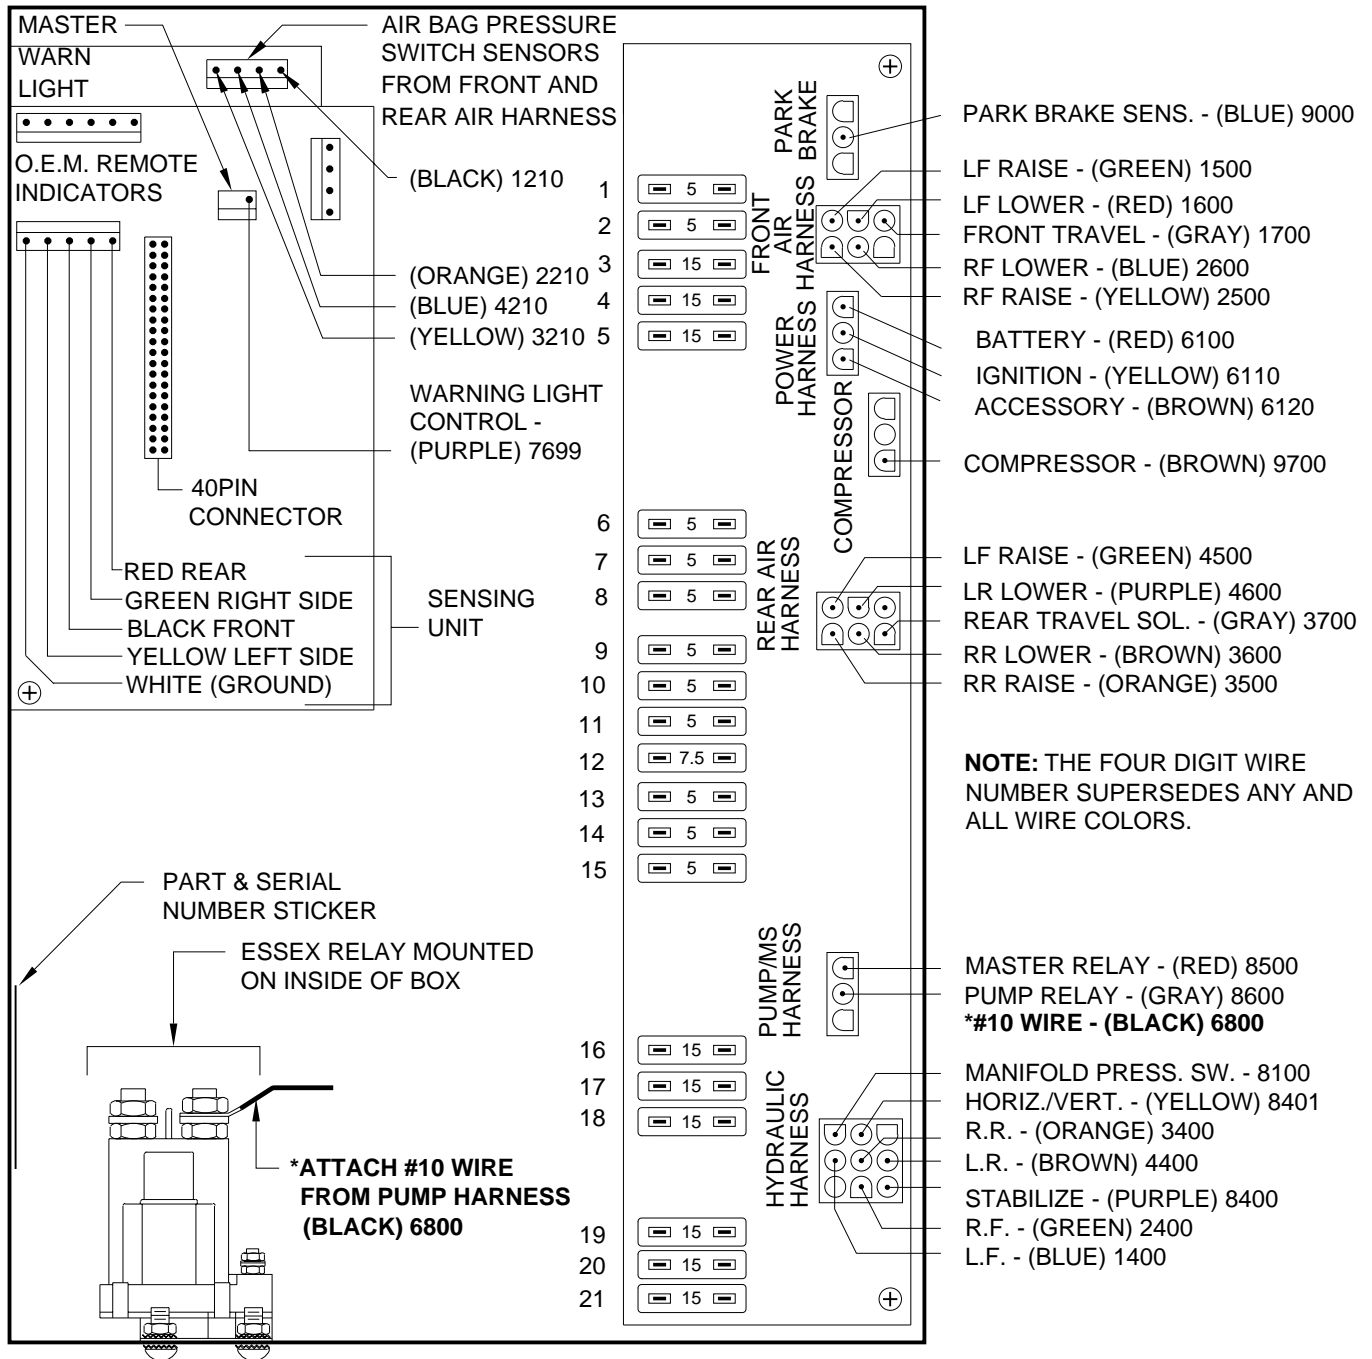 MASTER
WARN
LIGHT
AIR BAG PRESSURE
SWITCH SENSORS
FROM FRONT AND
REAR AIR HARNESS
O.E.M. REMOTE
INDICATORS
(BLACK) 1210
(ORANGE) 2210
(BLUE) 4210
(YELLOW) 3210
WARNING LIGHT
CONTROL -
(PURPLE) 7699
40PIN
CONNECTOR
RED REAR
GREEN RIGHT SIDE
BLACK FRONT
YELLOW LEFT SIDE
WHITE (GROUND)
SENSING
UNIT
PART & SERIAL
NUMBER STICKER
ESSEX RELAY MOUNTED
ON INSIDE OF BOX
*ATTACH #10 WIRE
FROM PUMP HARNESS
(BLACK) 6800
1 5
2 5
3 15
4 15
5 15
6 5
7 5
8 5
9 5
10 5
11 5
12 7.5
13 5
14 5
15 5
16 15
17 15
18 15
19 15
20 15
21 15
PARK
BRAKE
FRONT
AIR
HARNESS
POWER
HARNESS
COMPRESSOR
REAR AIR
HARNESS
PUMP/MS
HARNESS
HYDRAULIC
HARNESS
PARK BRAKE SENS. - (BLUE) 9000
LF RAISE - (GREEN) 1500
LF LOWER - (RED) 1600
FRONT TRAVEL - (GRAY) 1700
RF LOWER - (BLUE) 2600
RF RAISE - (YELLOW) 2500
BATTERY - (RED) 6100
IGNITION - (YELLOW) 6110
ACCESSORY - (BROWN) 6120
COMPRESSOR - (BROWN) 9700
LF RAISE - (GREEN) 4500
LR LOWER - (PURPLE) 4600
REAR TRAVEL SOL. - (GRAY) 3700
RR LOWER - (BROWN) 3600
RR RAISE - (ORANGE) 3500
NOTE: THE FOUR DIGIT WIRE
NUMBER SUPERSEDES ANY AND
ALL WIRE COLORS.
MASTER RELAY - (RED) 8500
PUMP RELAY - (GRAY) 8600
*#10 WIRE - (BLACK) 6800
MANIFOLD PRESS. SW. - 8100
HORIZ./VERT. - (YELLOW) 8401
R.R. - (ORANGE) 3400
L.R. - (BROWN) 4400
STABILIZE - (PURPLE) 8400
R.F. - (GREEN) 2400
L.F. - (BLUE) 1400